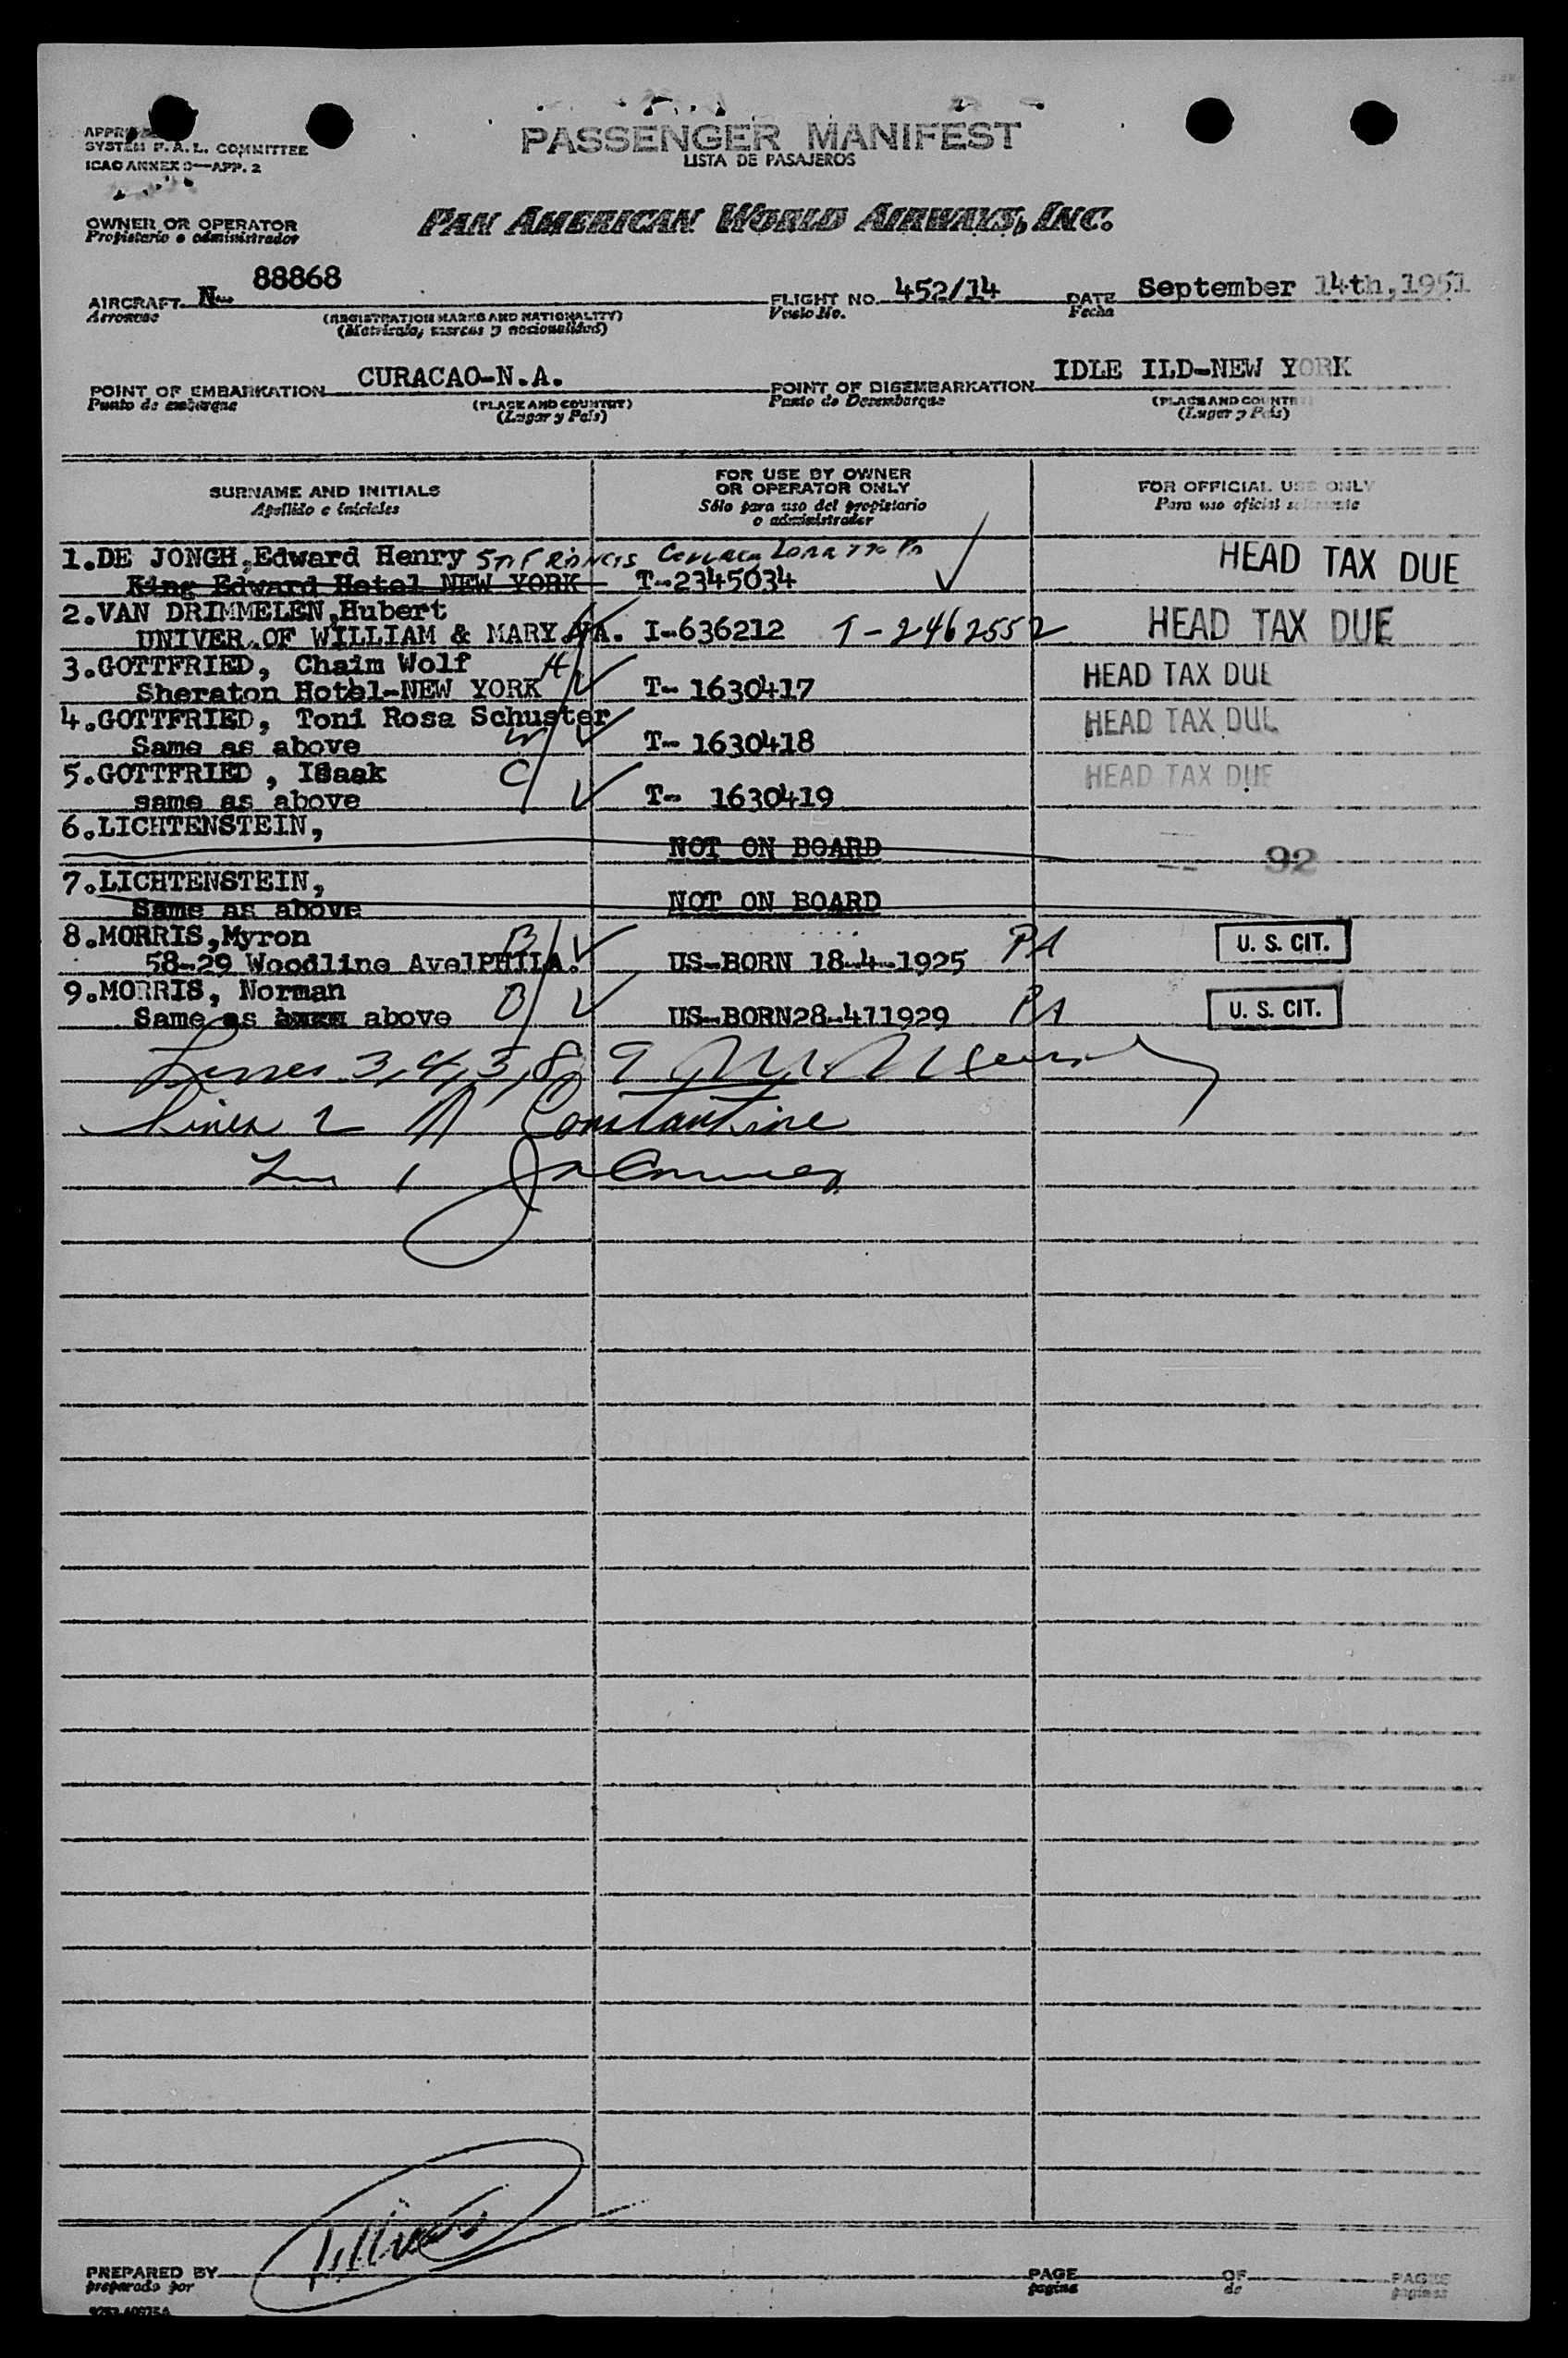 PASSENGER MANIFEST
LISTA DE PASAJEROS
SYSTEM F.A.L. COMMITTEE
ICAO ANNEX 9—APP. 2
OWNER OR OPERATOR
Propietario o administrador
PAN AMERICAN WORLD AIRWAYS, INC.
AIRCRAFT N- 88868
Aeronave
(REGISTRATION MARKS AND NATIONALITY)
(Matrícula, marcas y nacionalidad)
FLIGHT NO. 452/14
Vuelo No.
DATE September 14th, 1951
Fecha
POINT OF EMBARKATION CURACAO-N.A.
Punto de embarque
(PLACE AND COUNTRY)
(Lugar y País)
POINT OF DISEMBARKATION IDLE ILD-NEW YORK
Punto de Desembarque
(PLACE AND COUNTRY)
(Lugar y País)
SURNAME AND INITIALS
Apellido e iniciales
FOR USE BY OWNER
OR OPERATOR ONLY
Sólo para uso del propietario
o administrador
FOR OFFICIAL USE ONLY
Para uso oficial solamente
1.DE JONGH,Edward Henry HEAD TAX DUE
King Edward Hotel NEW YORK T-2345034
2.VAN DRIMMELEN,Hubert HEAD TAX DUE
UNIVER.OF WILLIAM & MARY VA. I-636212 T-2462552
3.GOTTFRIED, Chaim Wolf H HEAD TAX DUE
Sheraton Hotel-NEW YORK T- 1630417
4.GOTTFRIED, Toni Rosa Schuster HEAD TAX DUE
Same as above W T- 1630418
5.GOTTFRIED , ISaak C HEAD TAX DUE
same as above T- 1630419
6.LICHTENSTEIN,
NOT ON BOARD 92
7.LICHTENSTEIN,
Same as above NOT ON BOARD
8.MORRIS,Myron B PA U. S. CIT.
58-29 Woodline AvelPHILA. US-BORN 18-4-1925
9.MORRIS, Norman B PA U. S. CIT.
Same as above US-BORN28-411929
3,4,5,8, 9
Lines 2 Constantine
1
PREPARED BY
preparado por
PAGE
página
OF
de
PAGES
páginas